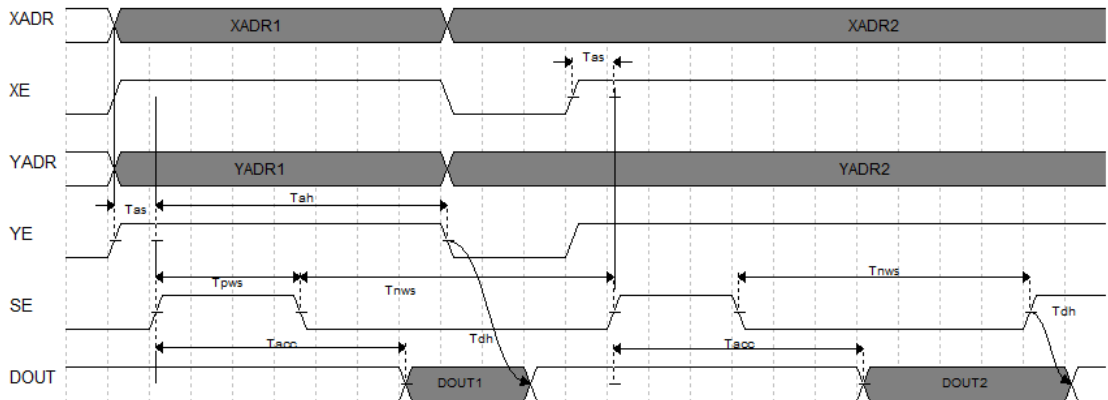 XADR XADR1 XADR2
Tas
XE
YADR YADR1 YADR2
Tas Tah
YE
Tpws Tnws Tnws
SE
Tdh Tdh
Tacc Tacc
DOUT DOUT1 DOUT2